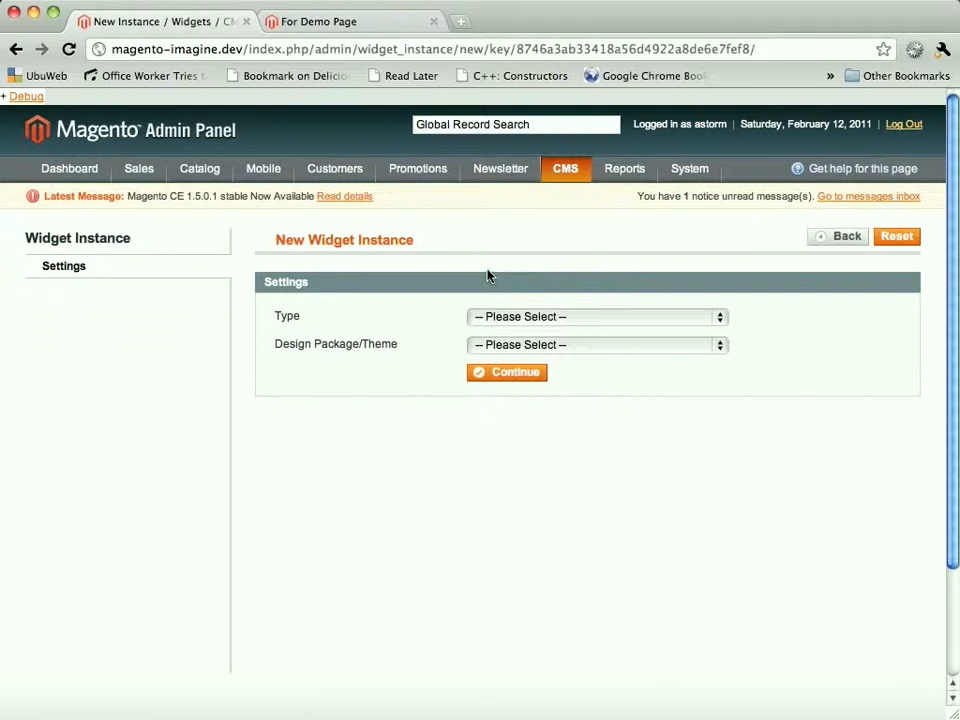 New Instance / Widgets / CM
For Demo Page
magento-imagine.dev/index.php/admin/widget_instance/new/key/8746a3ab33418a56d4922a8de6e7fef8/
UbuWeb Office Worker Tries t Bookmark on Delicio Read Later C++: Constructors Google Chrome Boo » Other Bookmarks
+ Debug
Magento™ Admin Panel Global Record Search Logged in as astorm | Saturday, February 12, 2011 | Log Out
Dashboard Sales Catalog Mobile Customers Promotions Newsletter CMS Reports System Get help for this page
Latest Message: Magento CE 1.5.0.1 stable Now Available Read details You have 1 notice unread message(s). Go to messages inbox
Widget Instance
Settings
New Widget Instance Back Reset
Settings
Type -- Please Select --
Design Package/Theme -- Please Select --
Continue